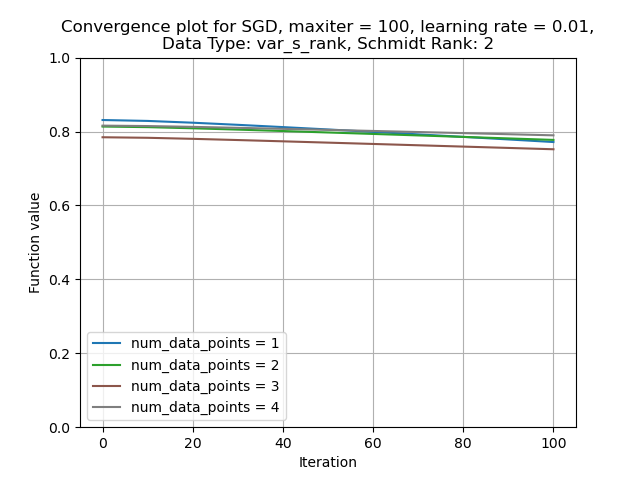 Convergence plot for SGD, maxiter = 100, learning rate = 0.01,
Data Type: var_s_rank, Schmidt Rank: 2
1.0
0.8
0.6
0.4
0.2
0.0
Function value
num_data_points = 1
num_data_points = 2
num_data_points = 3
num_data_points = 4
0 20 40 60 80 100
Iteration